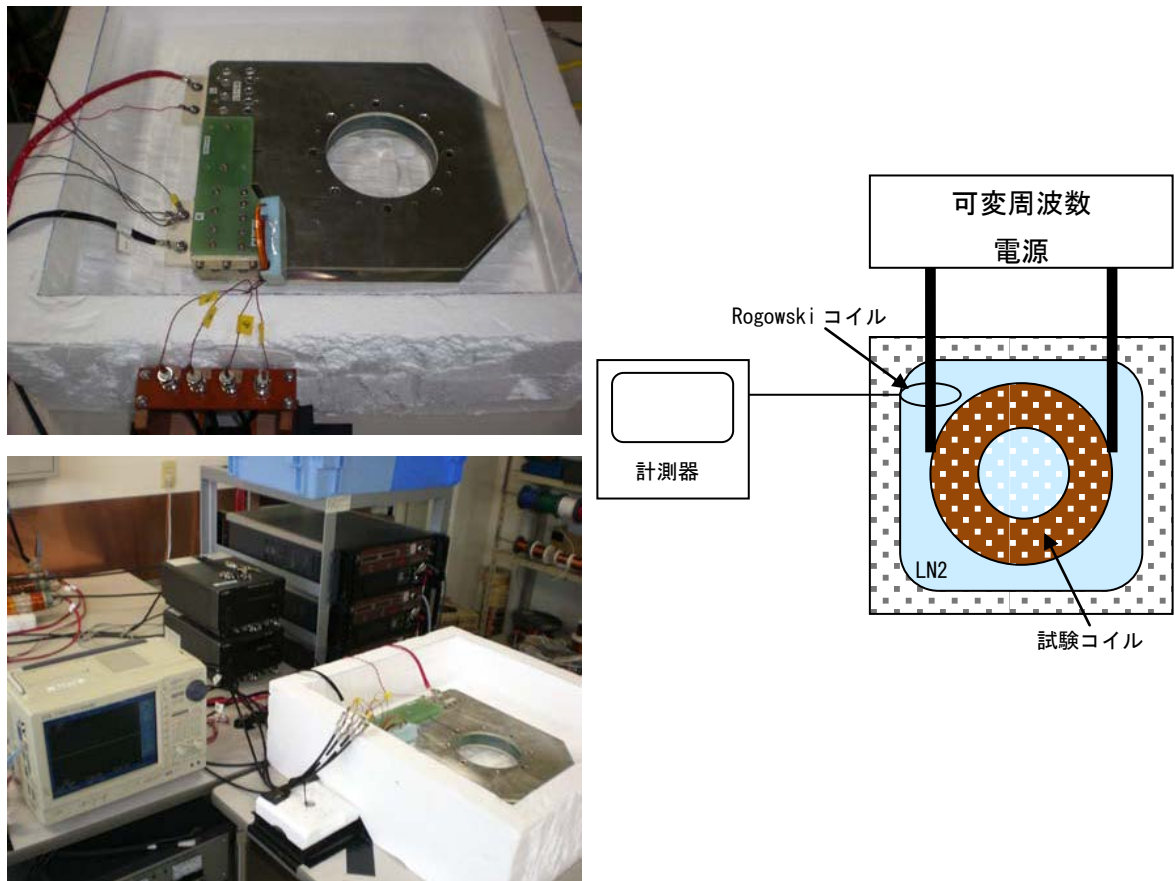 可変周波数
電源
Rogowski コイル
計測器
LN2
試験コイル